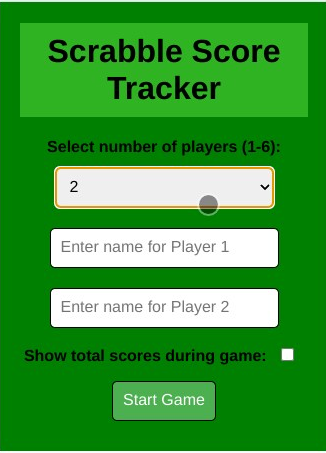 Scrabble Score
Tracker
Select number of players (1-6):
2
Enter name for Player 1
Enter name for Player 2
Show total scores during game:
Start Game